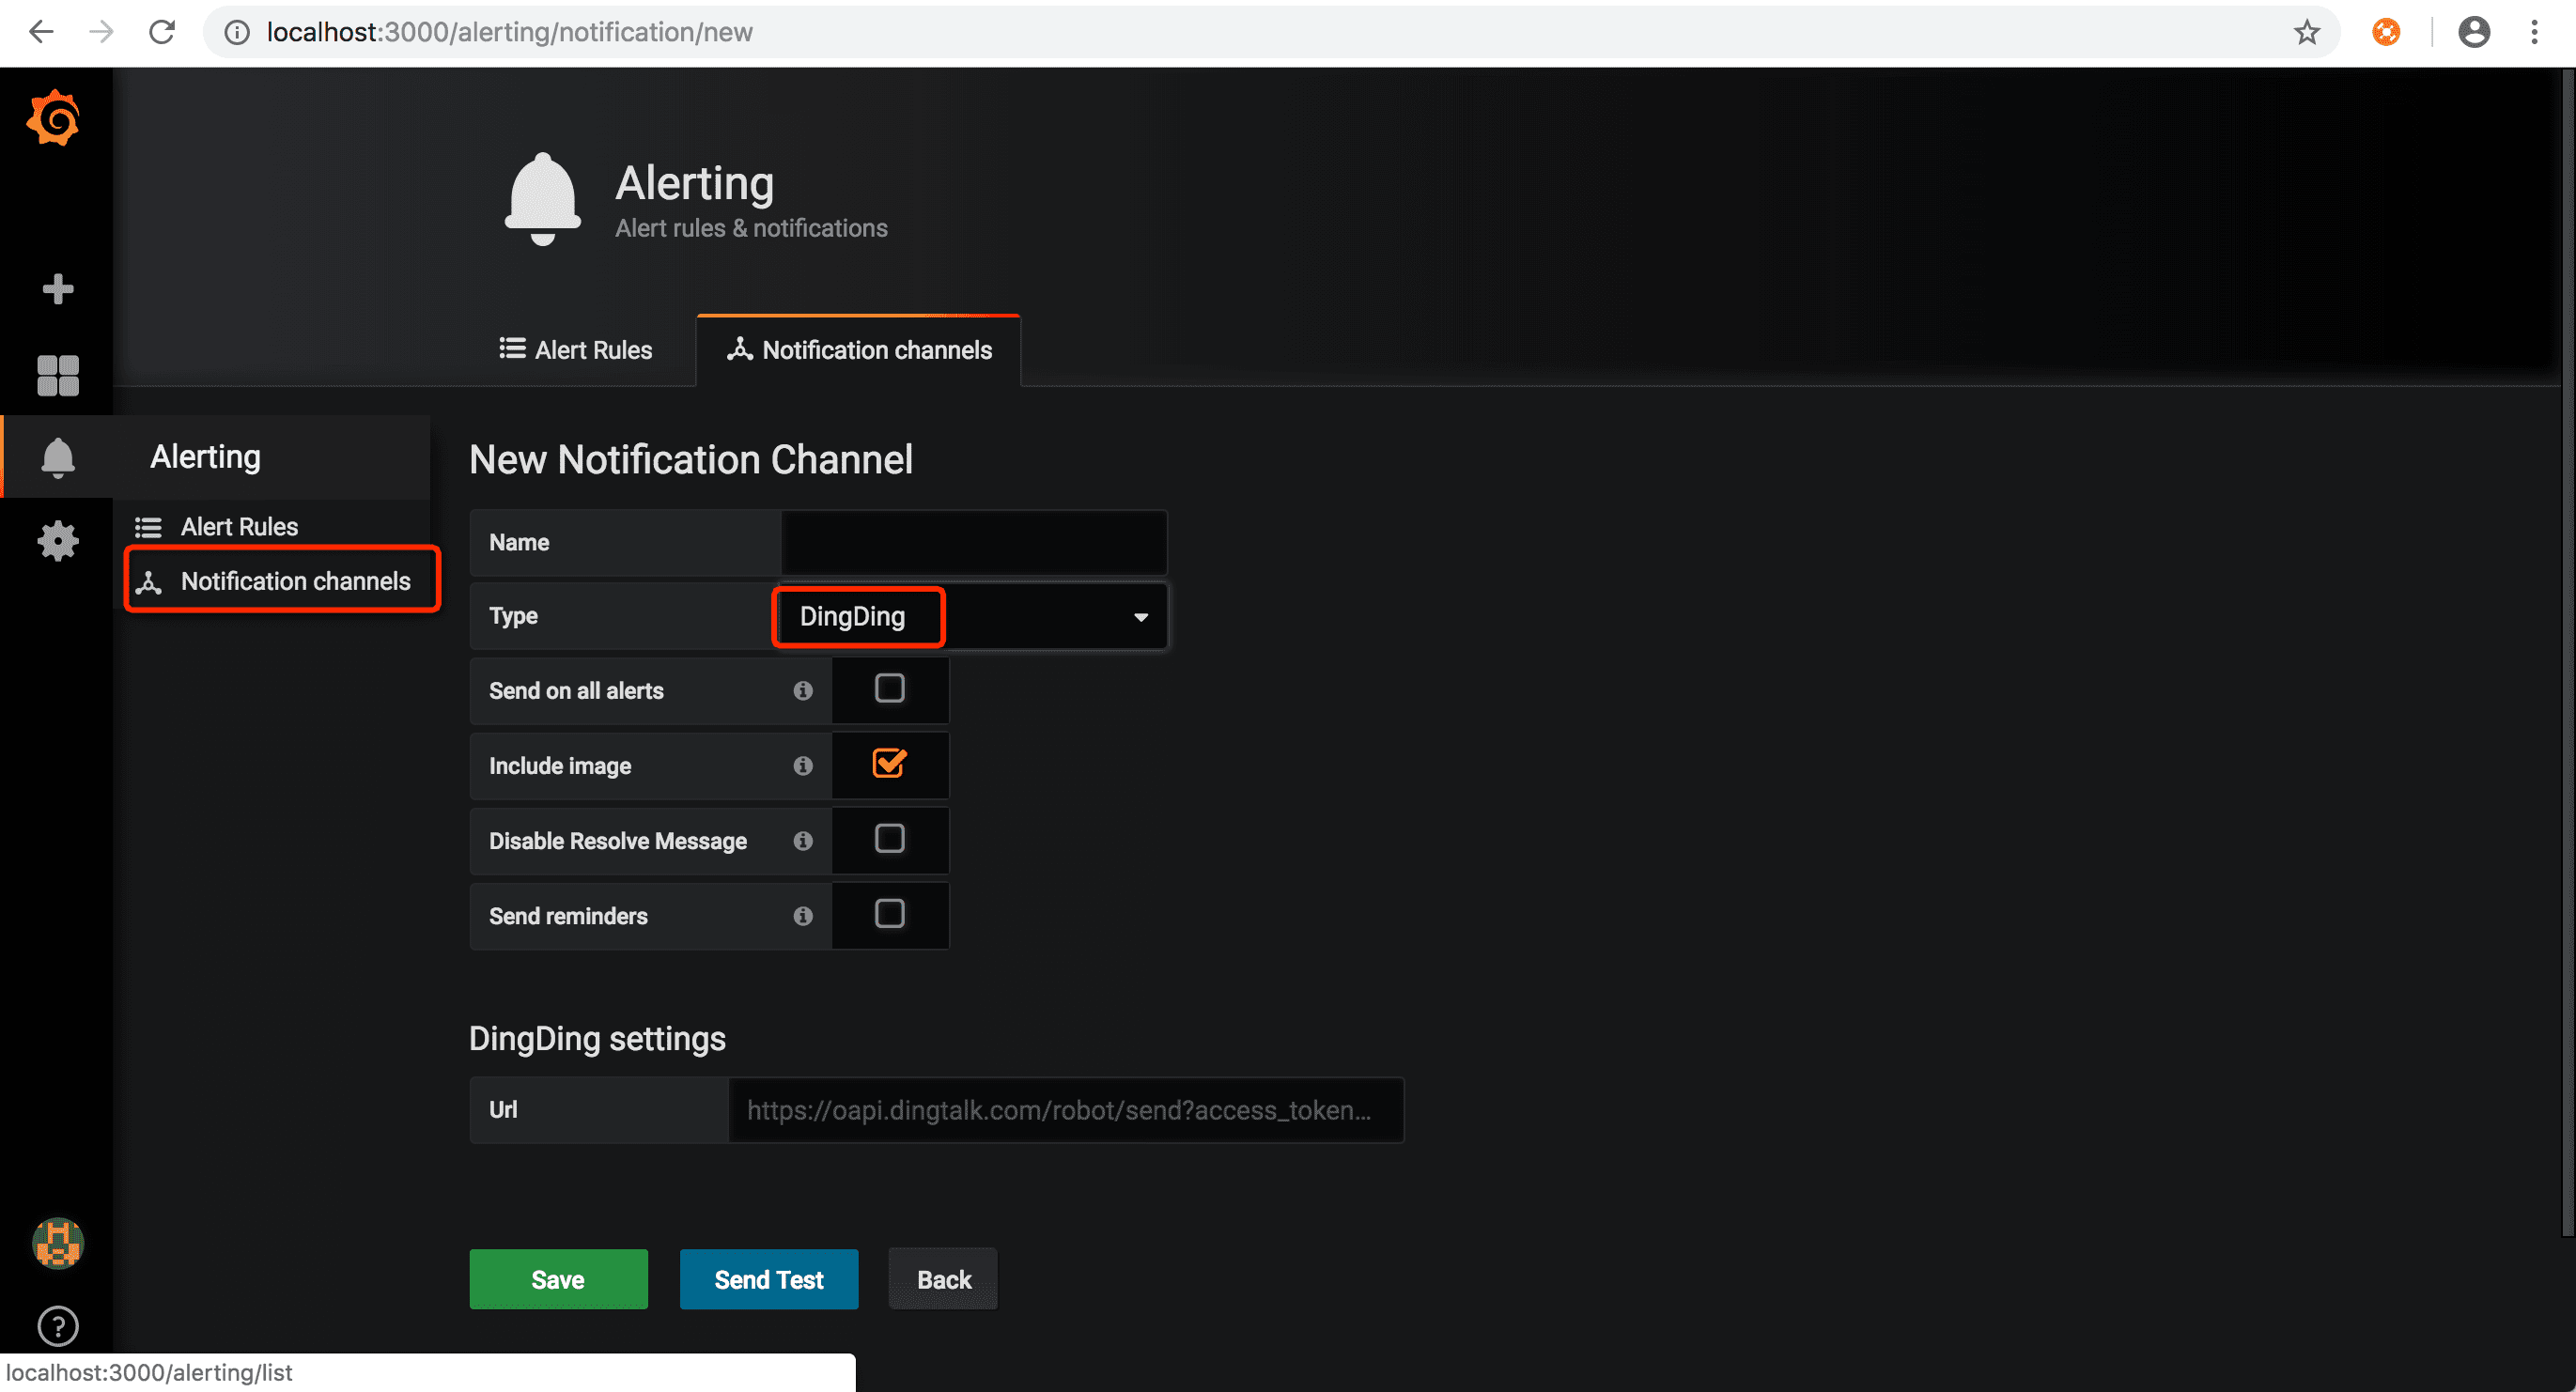 localhost:3000/alerting/notification/new
Alerting
Alert rules & notifications
Alert Rules
Notification channels
Alerting
Alert Rules
Notification channels
New Notification Channel
Name
Type DingDing
Send on all alerts
Include image
Disable Resolve Message
Send reminders
DingDing settings
Url https://oapi.dingtalk.com/robot/send?access_token...
Save Send Test Back
localhost:3000/alerting/list